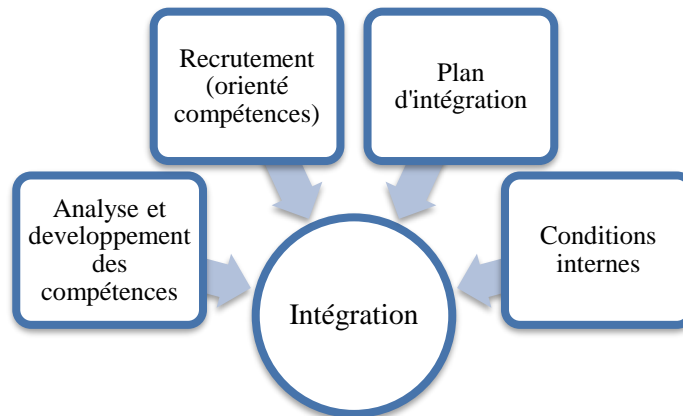 Recrutement
(orienté
compétences)
Plan
d'intégration
Analyse et
developpement
des
compétences
Conditions
internes
Intégration